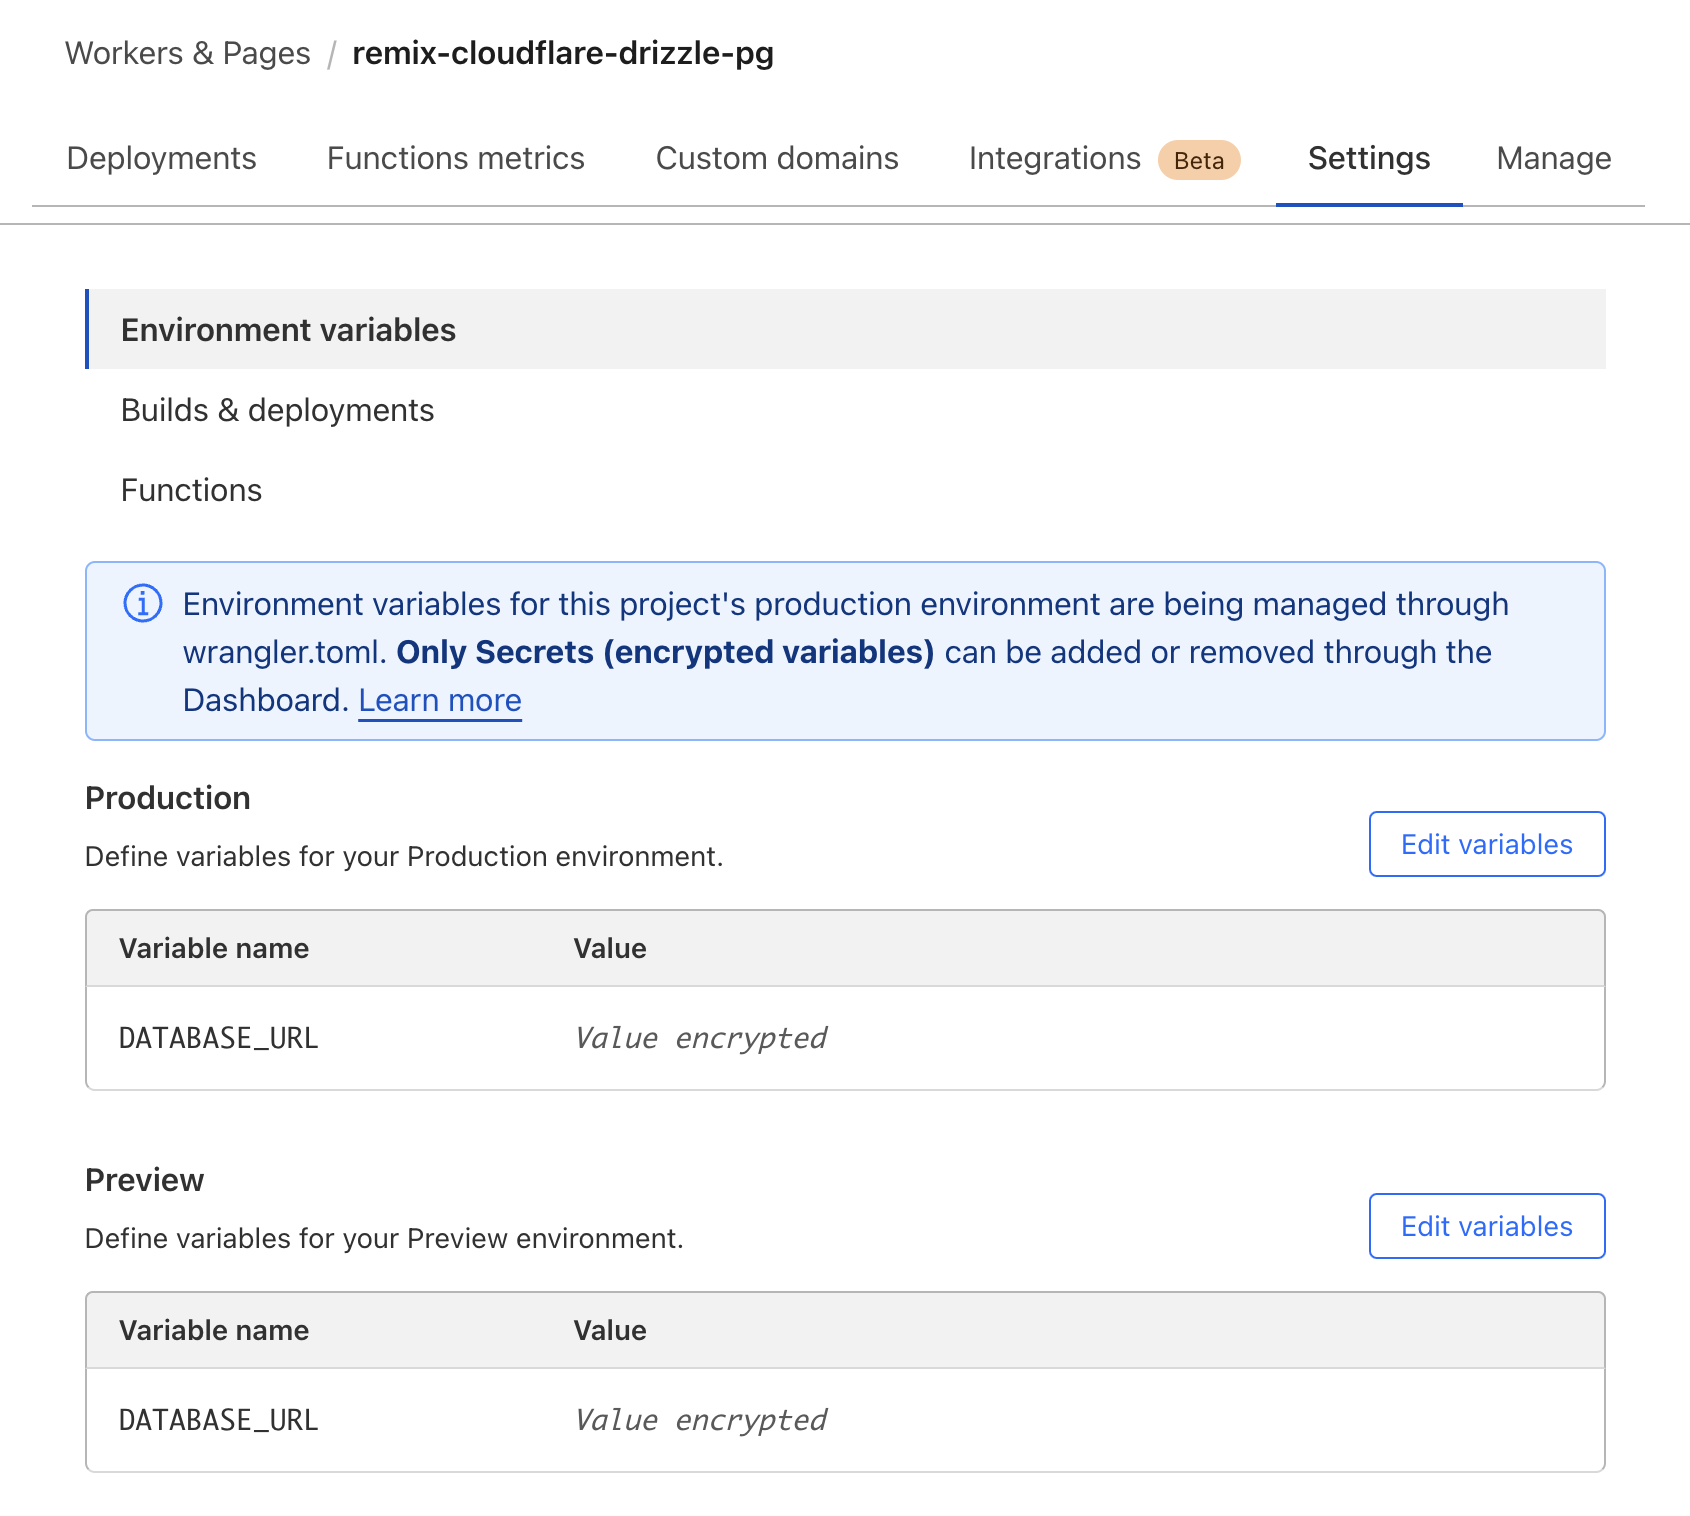 Workers & Pages / remix-cloudflare-drizzle-pg
Deployments Functions metrics Custom domains Integrations Beta Settings Manage
Environment variables
Builds & deployments
Functions
Environment variables for this project's production environment are being managed through
wrangler.toml. Only Secrets (encrypted variables) can be added or removed through the
Dashboard. Learn more
Production
Define variables for your Production environment.
Edit variables
Variable name Value
DATABASE_URL Value encrypted
Preview
Define variables for your Preview environment.
Edit variables
Variable name Value
DATABASE_URL Value encrypted